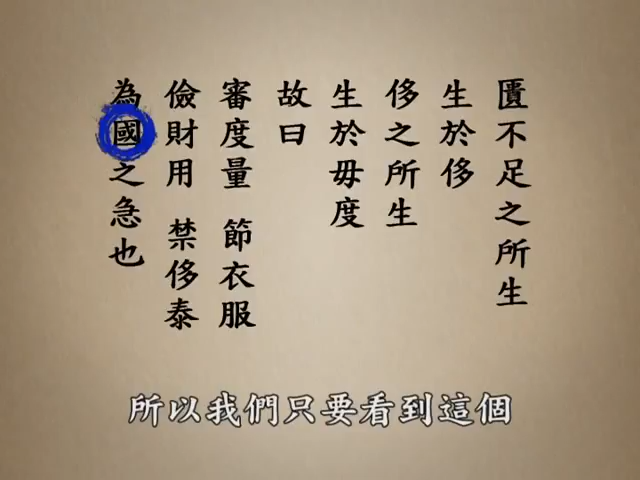 匱不足之所生
生於侈
侈之所生
生於毋度
故曰
審度量 節衣服
儉財用 禁侈泰
為國之急也
所以我們只要看到這個